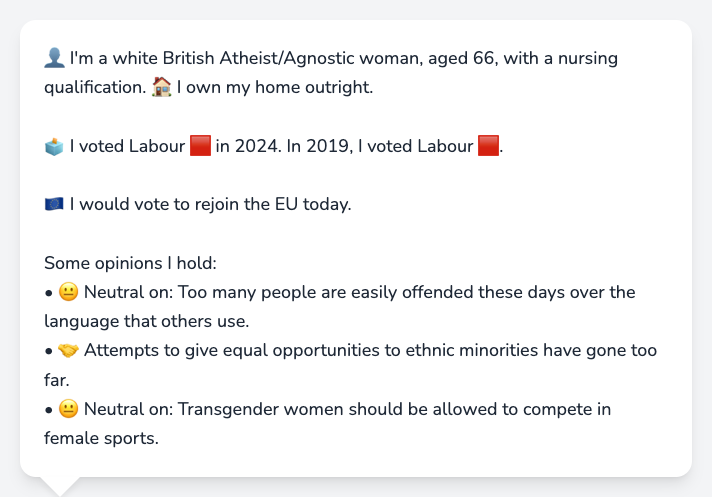 👤 I'm a white British Atheist/Agnostic woman, aged 66, with a nursing
qualification. 🏠 I own my home outright.
🗳️ I voted Labour 🟥 in 2024. In 2019, I voted Labour 🟥.
🇪🇺 I would vote to rejoin the EU today.
Some opinions I hold:
• 😐 Neutral on: Too many people are easily offended these days over the
language that others use.
• 🤝 Attempts to give equal opportunities to ethnic minorities have gone too
far.
• 😐 Neutral on: Transgender women should be allowed to compete in
female sports.